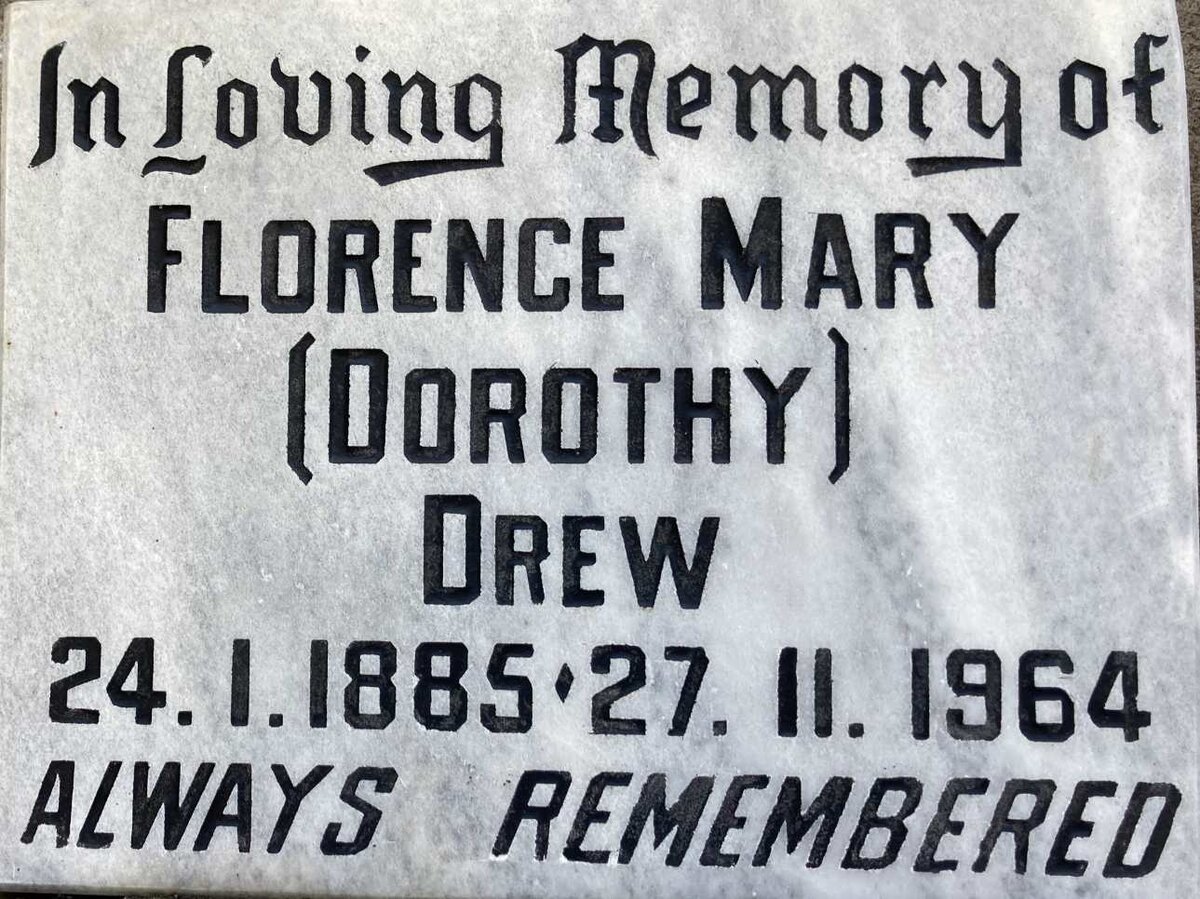 In Loving Memory of
FLORENCE MARY
(DOROTHY)
DREW
24.1.1885♦27.11.1964
ALWAYS REMEMBERED